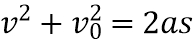 v² + v₀² = 2as